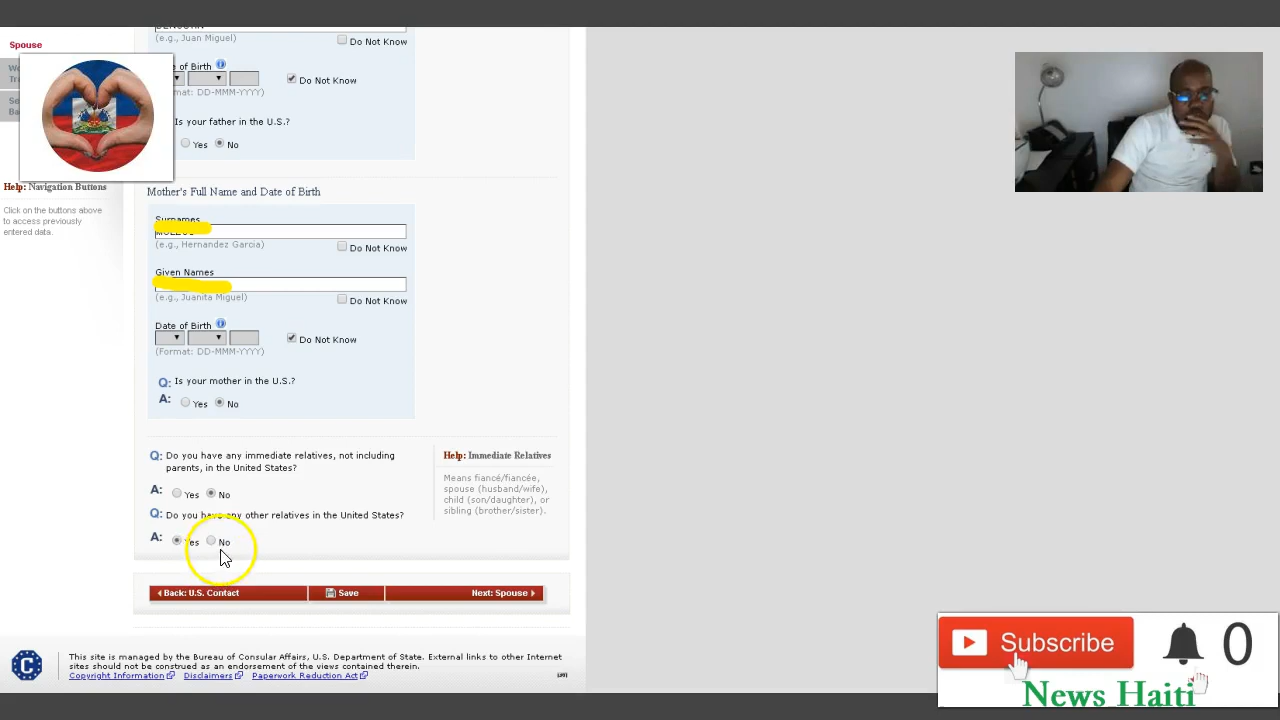 Spouse
(e.g., Juan Miguel)
Do Not Know
of Birth
Do Not Know
Format: DD-MMM-YYYY)
Is your father in the U.S.?
Yes No
Help: Navigation Buttons
Click on the buttons above
to access previously
entered data.
Mother's Full Name and Date of Birth
Surnames
(e.g., Hernandez Garcia)
Do Not Know
Given Names
(e.g., Juanita Miguel)
Do Not Know
Date of Birth
Do Not Know
(Format: DD-MMM-YYYY)
Q: Is your mother in the U.S.?
A: Yes No
Q: Do you have any immediate relatives, not including
parents, in the United States?
A: Yes No
Q: Do you have any other relatives in the United States?
A: Yes No
Help: Immediate Relatives
Means fiancé/fiancée,
spouse (husband/wife),
child (son/daughter), or
sibling (brother/sister).
Back: U.S. Contact
Save
Next: Spouse
C
This site is managed by the Bureau of Consular Affairs, U.S. Department of State. External links to other Internet
sites should not be construed as an endorsement of the views contained therein.
Copyright Information Disclaimers Paperwork Reduction Act
Subscribe
0
News Haiti